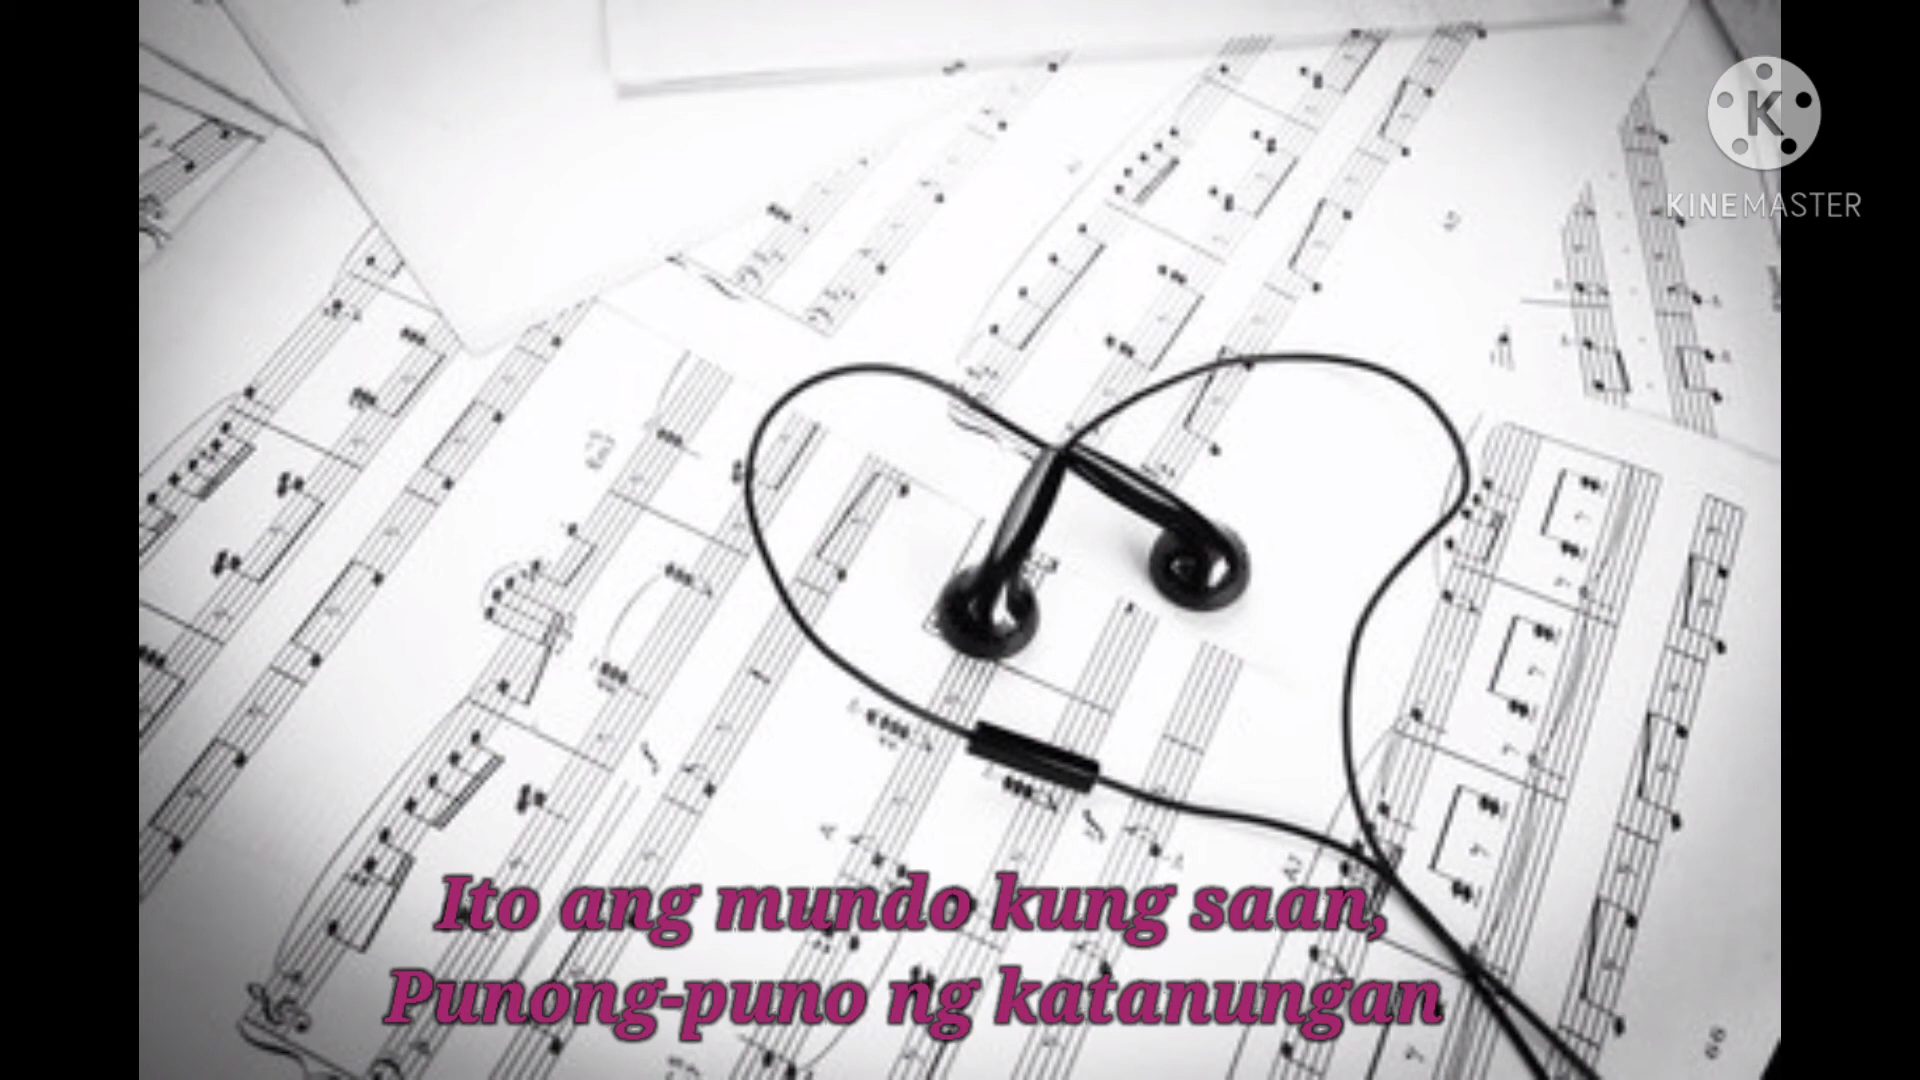 K
KINEMASTER
Ito ang mundo kung saan,
Punong-puno ng katanungan